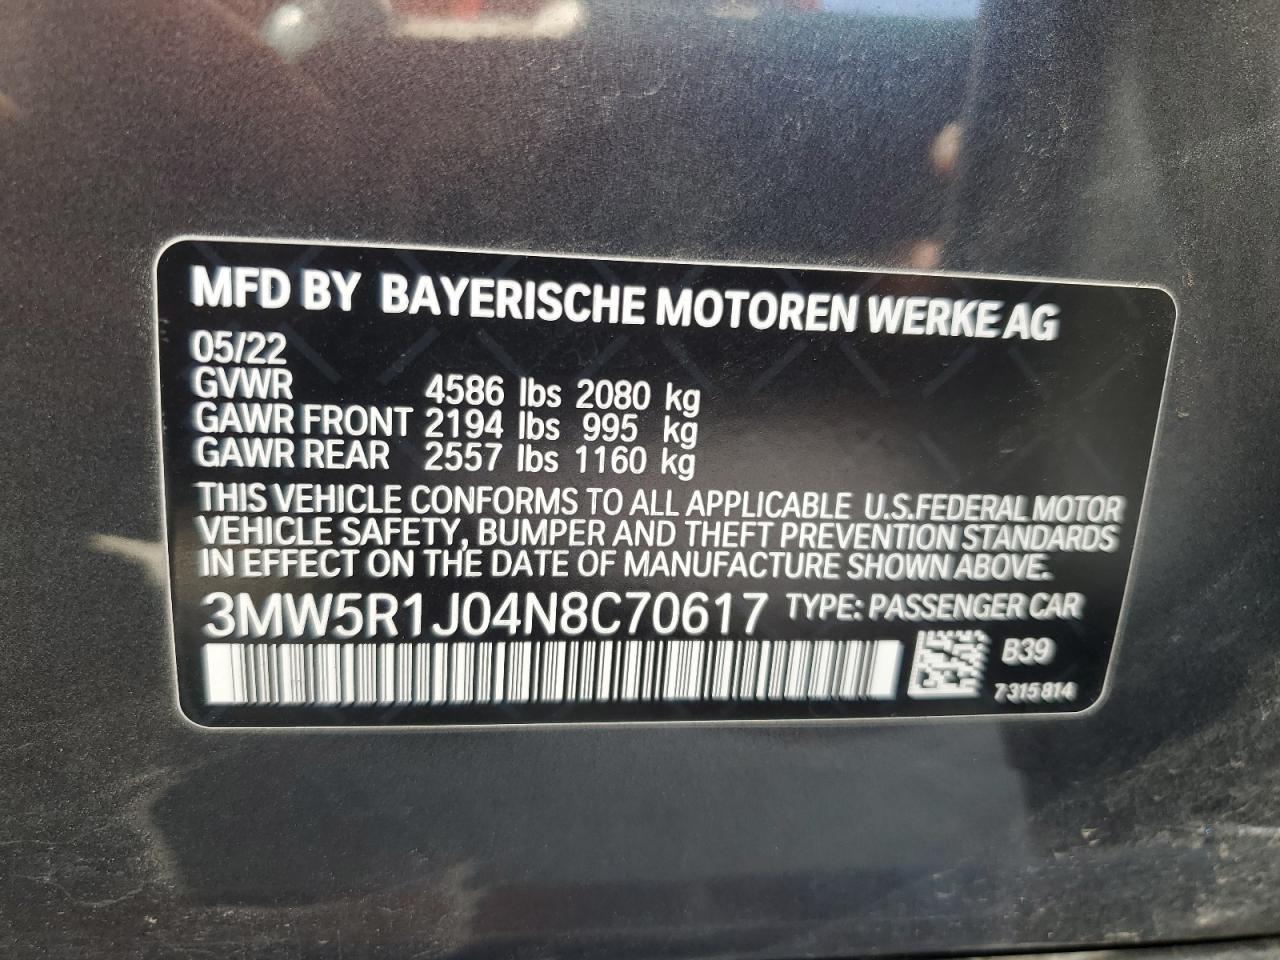 MFD BY BAYERISCHE MOTOREN WERKE AG
05/22
GVWR 4586 lbs 2080 kg
GAWR FRONT 2194 lbs 995 kg
GAWR REAR 2557 lbs 1160 kg
THIS VEHICLE CONFORMS TO ALL APPLICABLE U.S.FEDERAL MOTOR
VEHICLE SAFETY, BUMPER AND THEFT PREVENTION STANDARDS
IN EFFECT ON THE DATE OF MANUFACTURE SHOWN ABOVE.
3MW5R1J04N8C70617 TYPE: PASSENGER CAR
B39
7315814